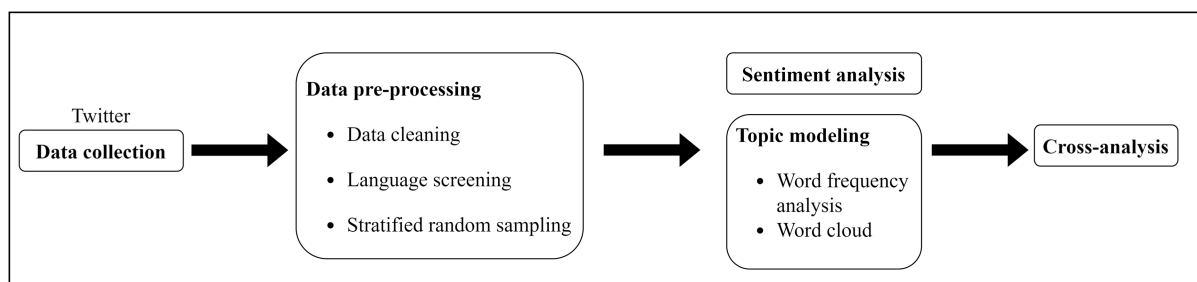 Twitter
Data collection
Data pre-processing
• Data cleaning
• Language screening
• Stratified random sampling
Sentiment analysis
Topic modeling
• Word frequency
analysis
• Word cloud
Cross-analysis